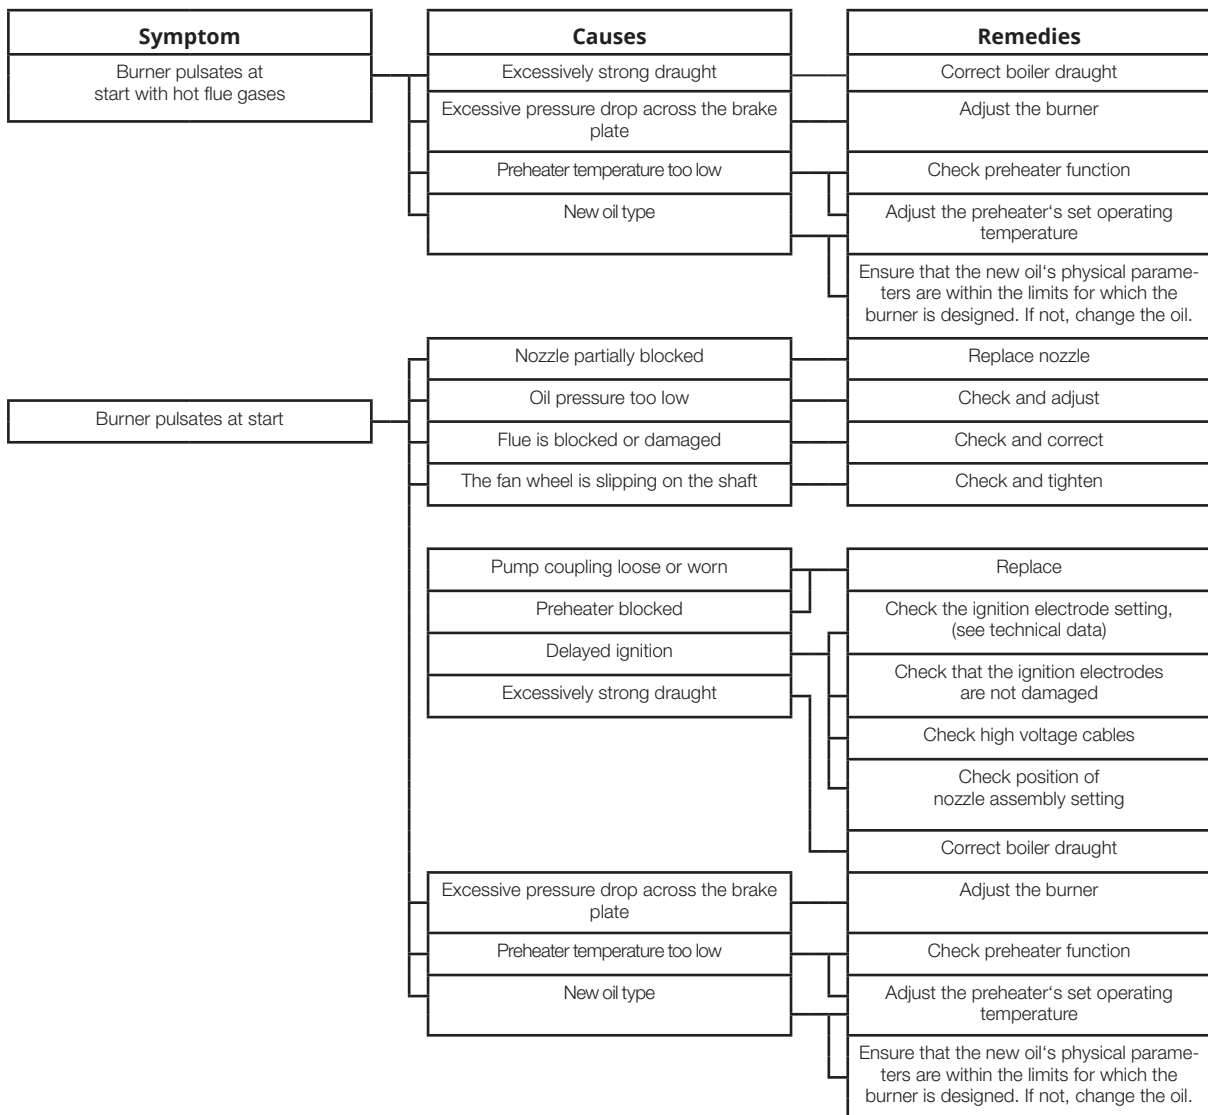 Symptom
Causes
Remedies
Burner pulsates at
start with hot flue gases
Excessively strong draught
Correct boiler draught
Excessive pressure drop across the brake
plate
Adjust the burner
Preheater temperature too low
Check preheater function
New oil type
Adjust the preheater‘s set operating
temperature
Ensure that the new oil‘s physical parame-
ters are within the limits for which the
burner is designed. If not, change the oil.
Burner pulsates at start
Nozzle partially blocked
Replace nozzle
Oil pressure too low
Check and adjust
Flue is blocked or damaged
Check and correct
The fan wheel is slipping on the shaft
Check and tighten
Pump coupling loose or worn
Replace
Preheater blocked
Check the ignition electrode setting,
(see technical data)
Delayed ignition
Check that the ignition electrodes
are not damaged
Excessively strong draught
Check high voltage cables
Check position of
nozzle assembly setting
Correct boiler draught
Excessive pressure drop across the brake
plate
Adjust the burner
Preheater temperature too low
Check preheater function
New oil type
Adjust the preheater‘s set operating
temperature
Ensure that the new oil‘s physical parame-
ters are within the limits for which the
burner is designed. If not, change the oil.